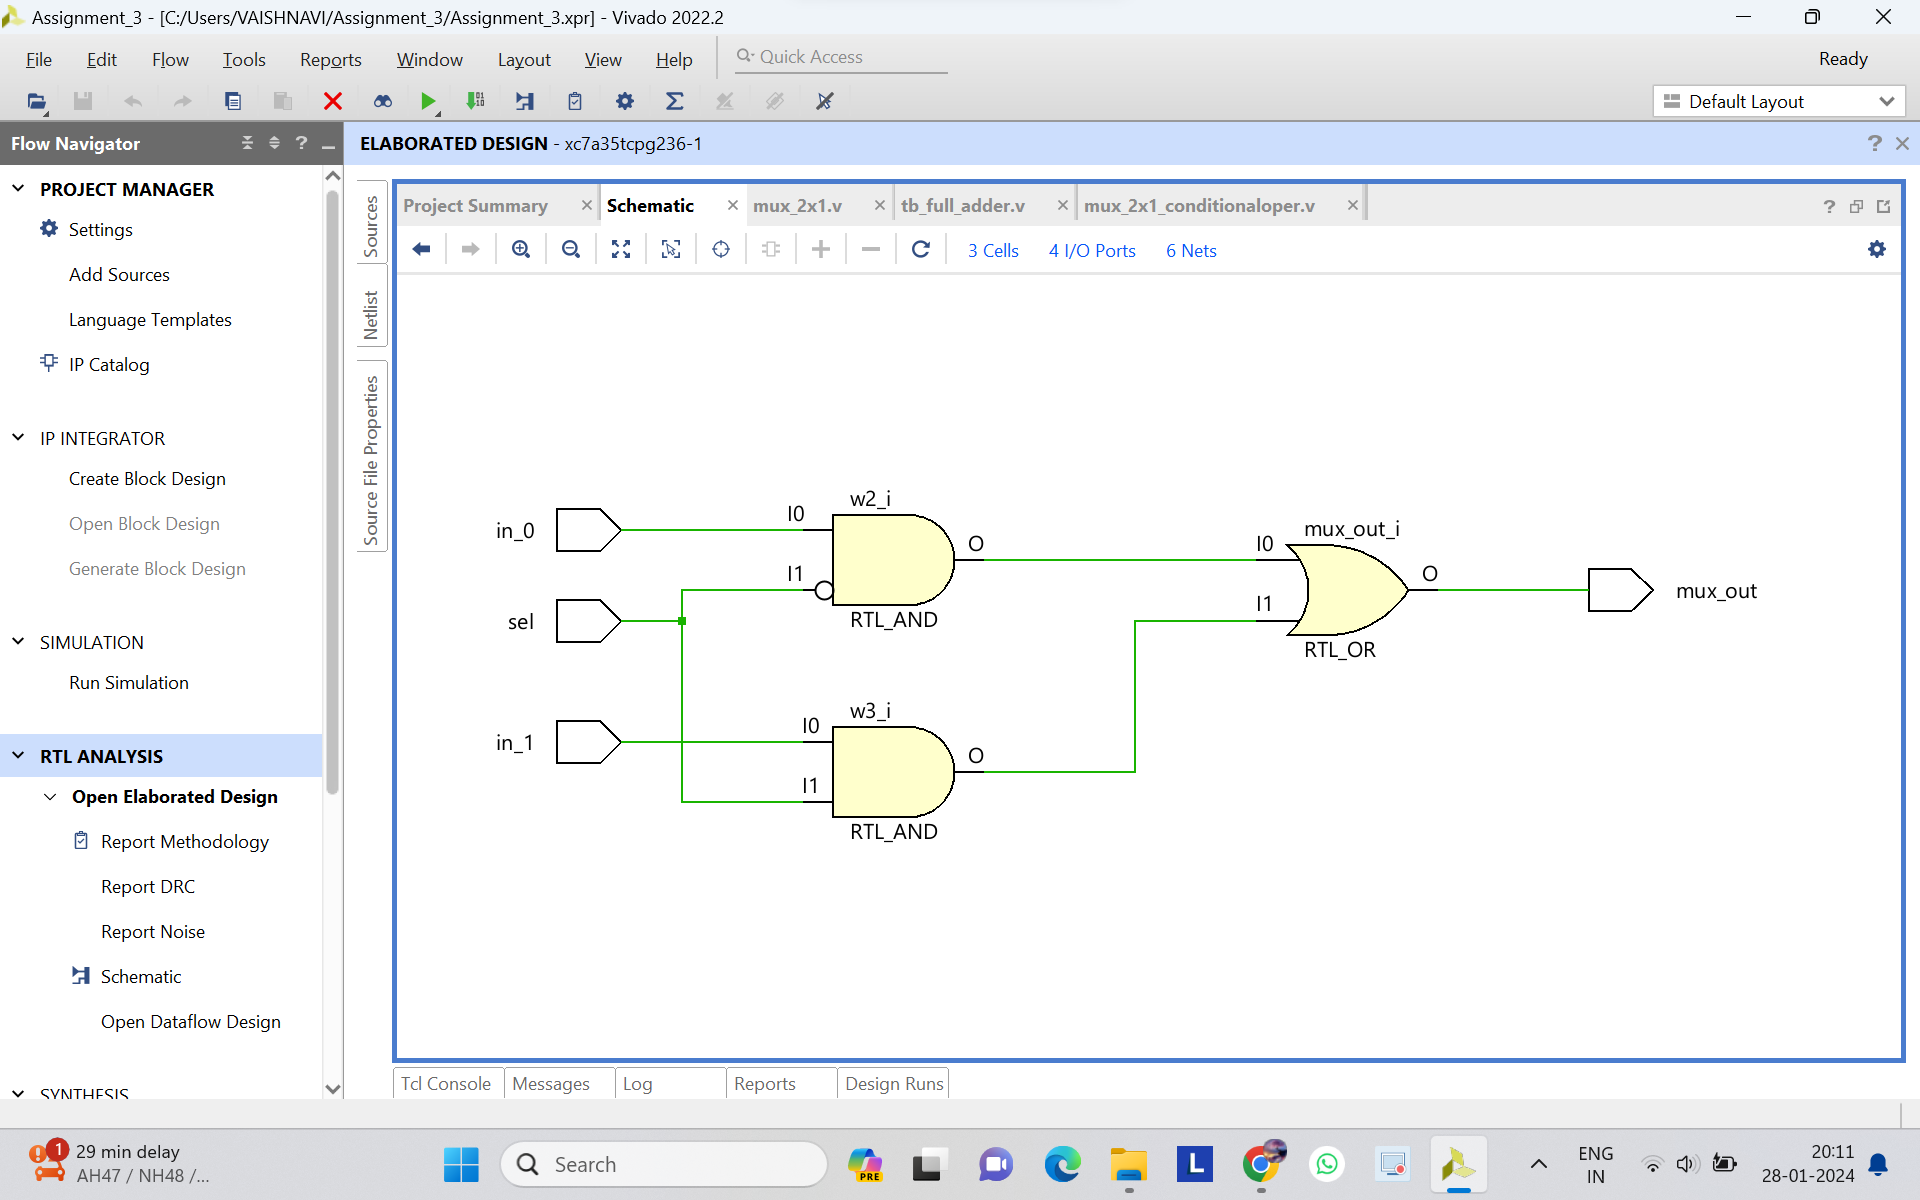 Assignment_3 - [C:/Users/VAISHNAVI/Assignment_3/Assignment_3.xpr] - Vivado 2022.2
File Edit Flow Tools Reports Window Layout View Help Quick Access Ready
Default Layout
Flow Navigator
ELABORATED DESIGN - xc7a35tcpg236-1
PROJECT MANAGER
Settings
Add Sources
Language Templates
IP Catalog
IP INTEGRATOR
Create Block Design
Open Block Design
Generate Block Design
SIMULATION
Run Simulation
RTL ANALYSIS
Open Elaborated Design
Report Methodology
Report DRC
Report Noise
Schematic
Open Dataflow Design
SYNTHESIS
Sources
Netlist
Source File Properties
Project Summary Schematic mux_2x1.v tb_full_adder.v mux_2x1_conditionaloper.v
3 Cells 4 I/O Ports 6 Nets
w2_i
in_0 I0 O
I1
RTL_AND
sel
mux_out_i
I0 O
I1
RTL_OR
mux_out
w3_i
in_1 I0 O
I1
RTL_AND
Tcl Console Messages Log Reports Design Runs
1 29 min delay
AH47 / NH48 /...
Search
PRE
L
ENG
IN
20:11
28-01-2024